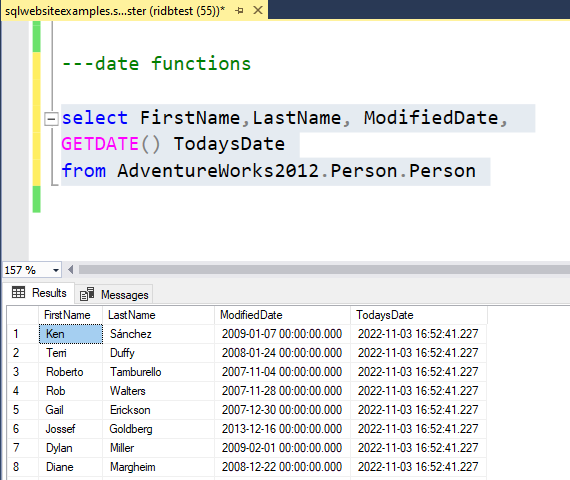 sqlwebsiteexamples.s...ster (ridbtest (55))*
---date functions
select FirstName,LastName, ModifiedDate,
GETDATE() TodaysDate
from AdventureWorks2012.Person.Person
157 %
Results Messages
FirstName LastName ModifiedDate TodaysDate
1 Ken Sánchez 2009-01-07 00:00:00.000 2022-11-03 16:52:41.227
2 Terri Duffy 2008-01-24 00:00:00.000 2022-11-03 16:52:41.227
3 Roberto Tamburello 2007-11-04 00:00:00.000 2022-11-03 16:52:41.227
4 Rob Walters 2007-11-28 00:00:00.000 2022-11-03 16:52:41.227
5 Gail Erickson 2007-12-30 00:00:00.000 2022-11-03 16:52:41.227
6 Jossef Goldberg 2013-12-16 00:00:00.000 2022-11-03 16:52:41.227
7 Dylan Miller 2009-02-01 00:00:00.000 2022-11-03 16:52:41.227
8 Diane Margheim 2008-12-22 00:00:00.000 2022-11-03 16:52:41.227